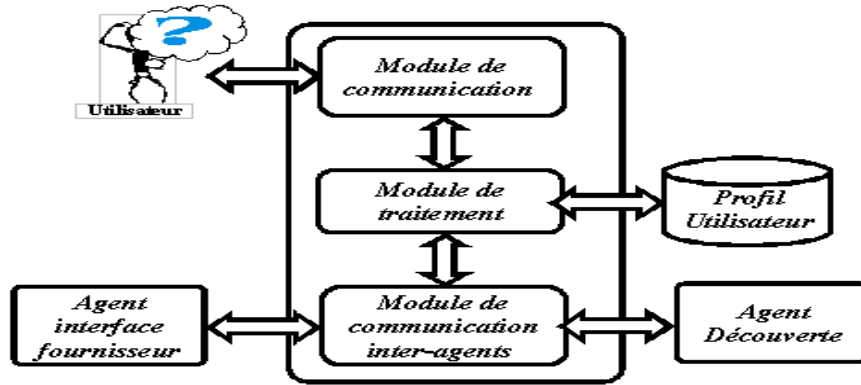 ?
Utilisateur
Module de
communication
Module de
traitement
Profil
Utilisateur
Agent
interface
fournisseur
Module de
communication
inter-agents
Agent
Découverte